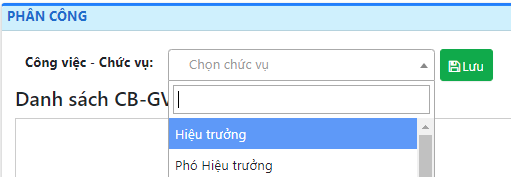 PHÂN CÔNG
Công việc - Chức vụ: Chọn chức vụ Lưu
Danh sách CB-GV
Hiệu trưởng
Phó Hiệu trưởng